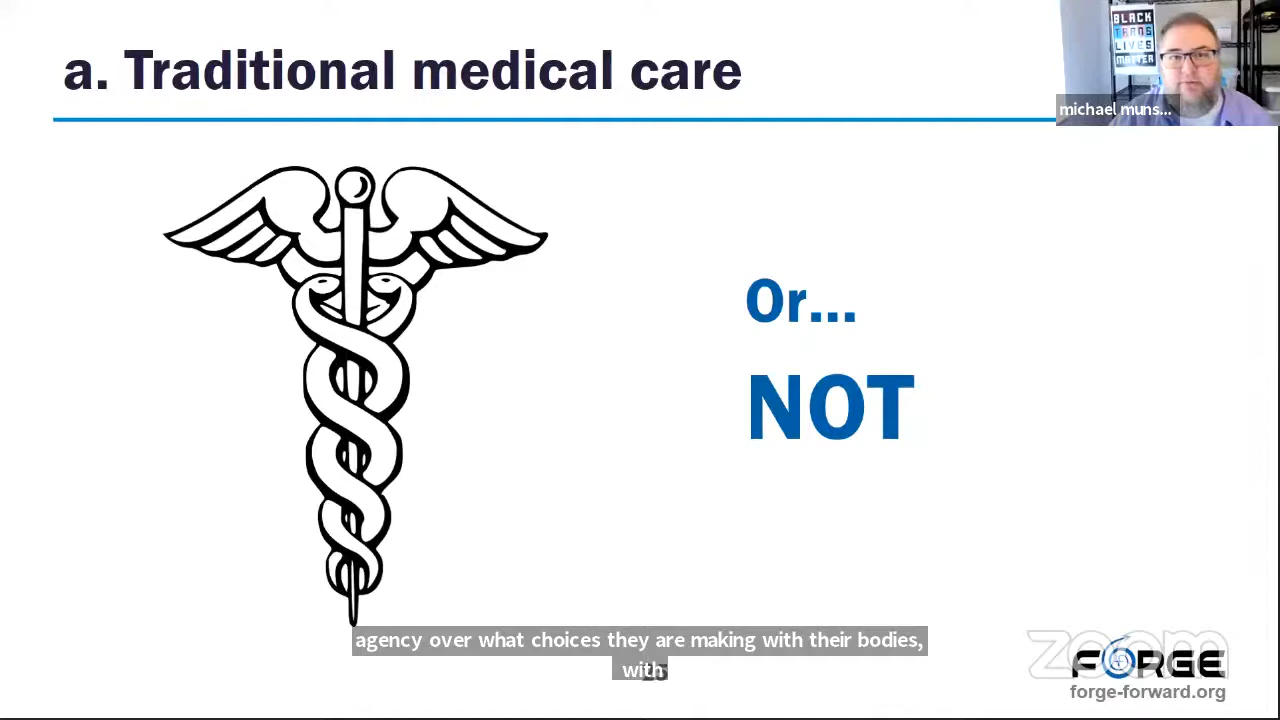 a. Traditional medical care
BLACK
TRANS
LIVES
MATTER
michael muns...
Or...
NOT
agency over what choices they are making with their bodies,
with
zoom
FORGE
forge-forward.org